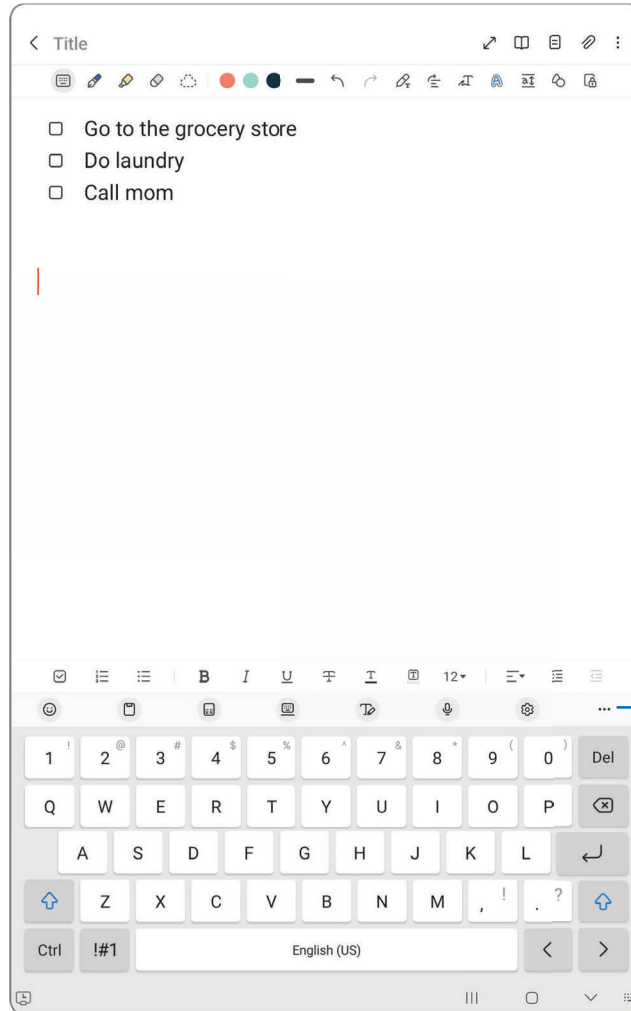 Title
Go to the grocery store
Do laundry
Call mom
B I U T T T 12
1 ! 2 @ 3 # 4 $ 5 % 6 ^ 7 & 8 * 9 ( 0 ) Del
Q W E R T Y U I O P
A S D F G H J K L
Z X C V B N M , ! . ?
Ctrl !#1 English (US) < >